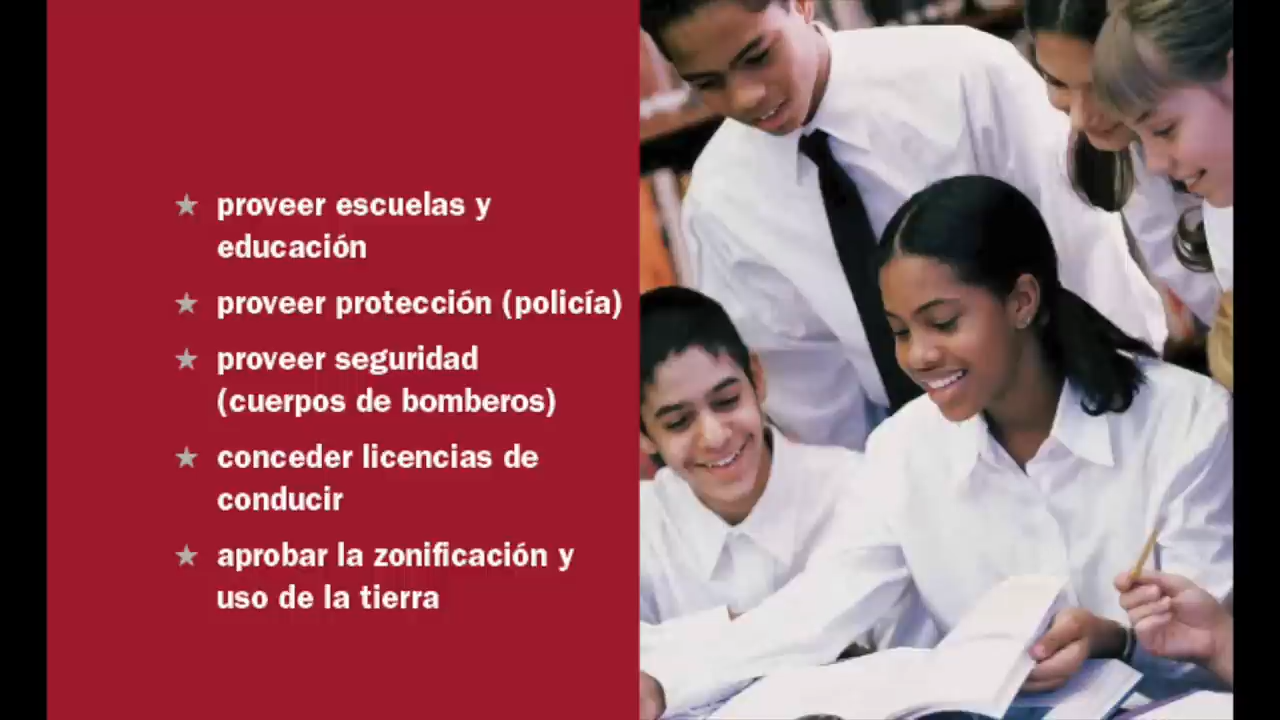 ★ proveer escuelas y
educación
★ proveer protección (policía)
★ proveer seguridad
(cuerpos de bomberos)
★ conceder licencias de
conducir
★ aprobar la zonificación y
uso de la tierra